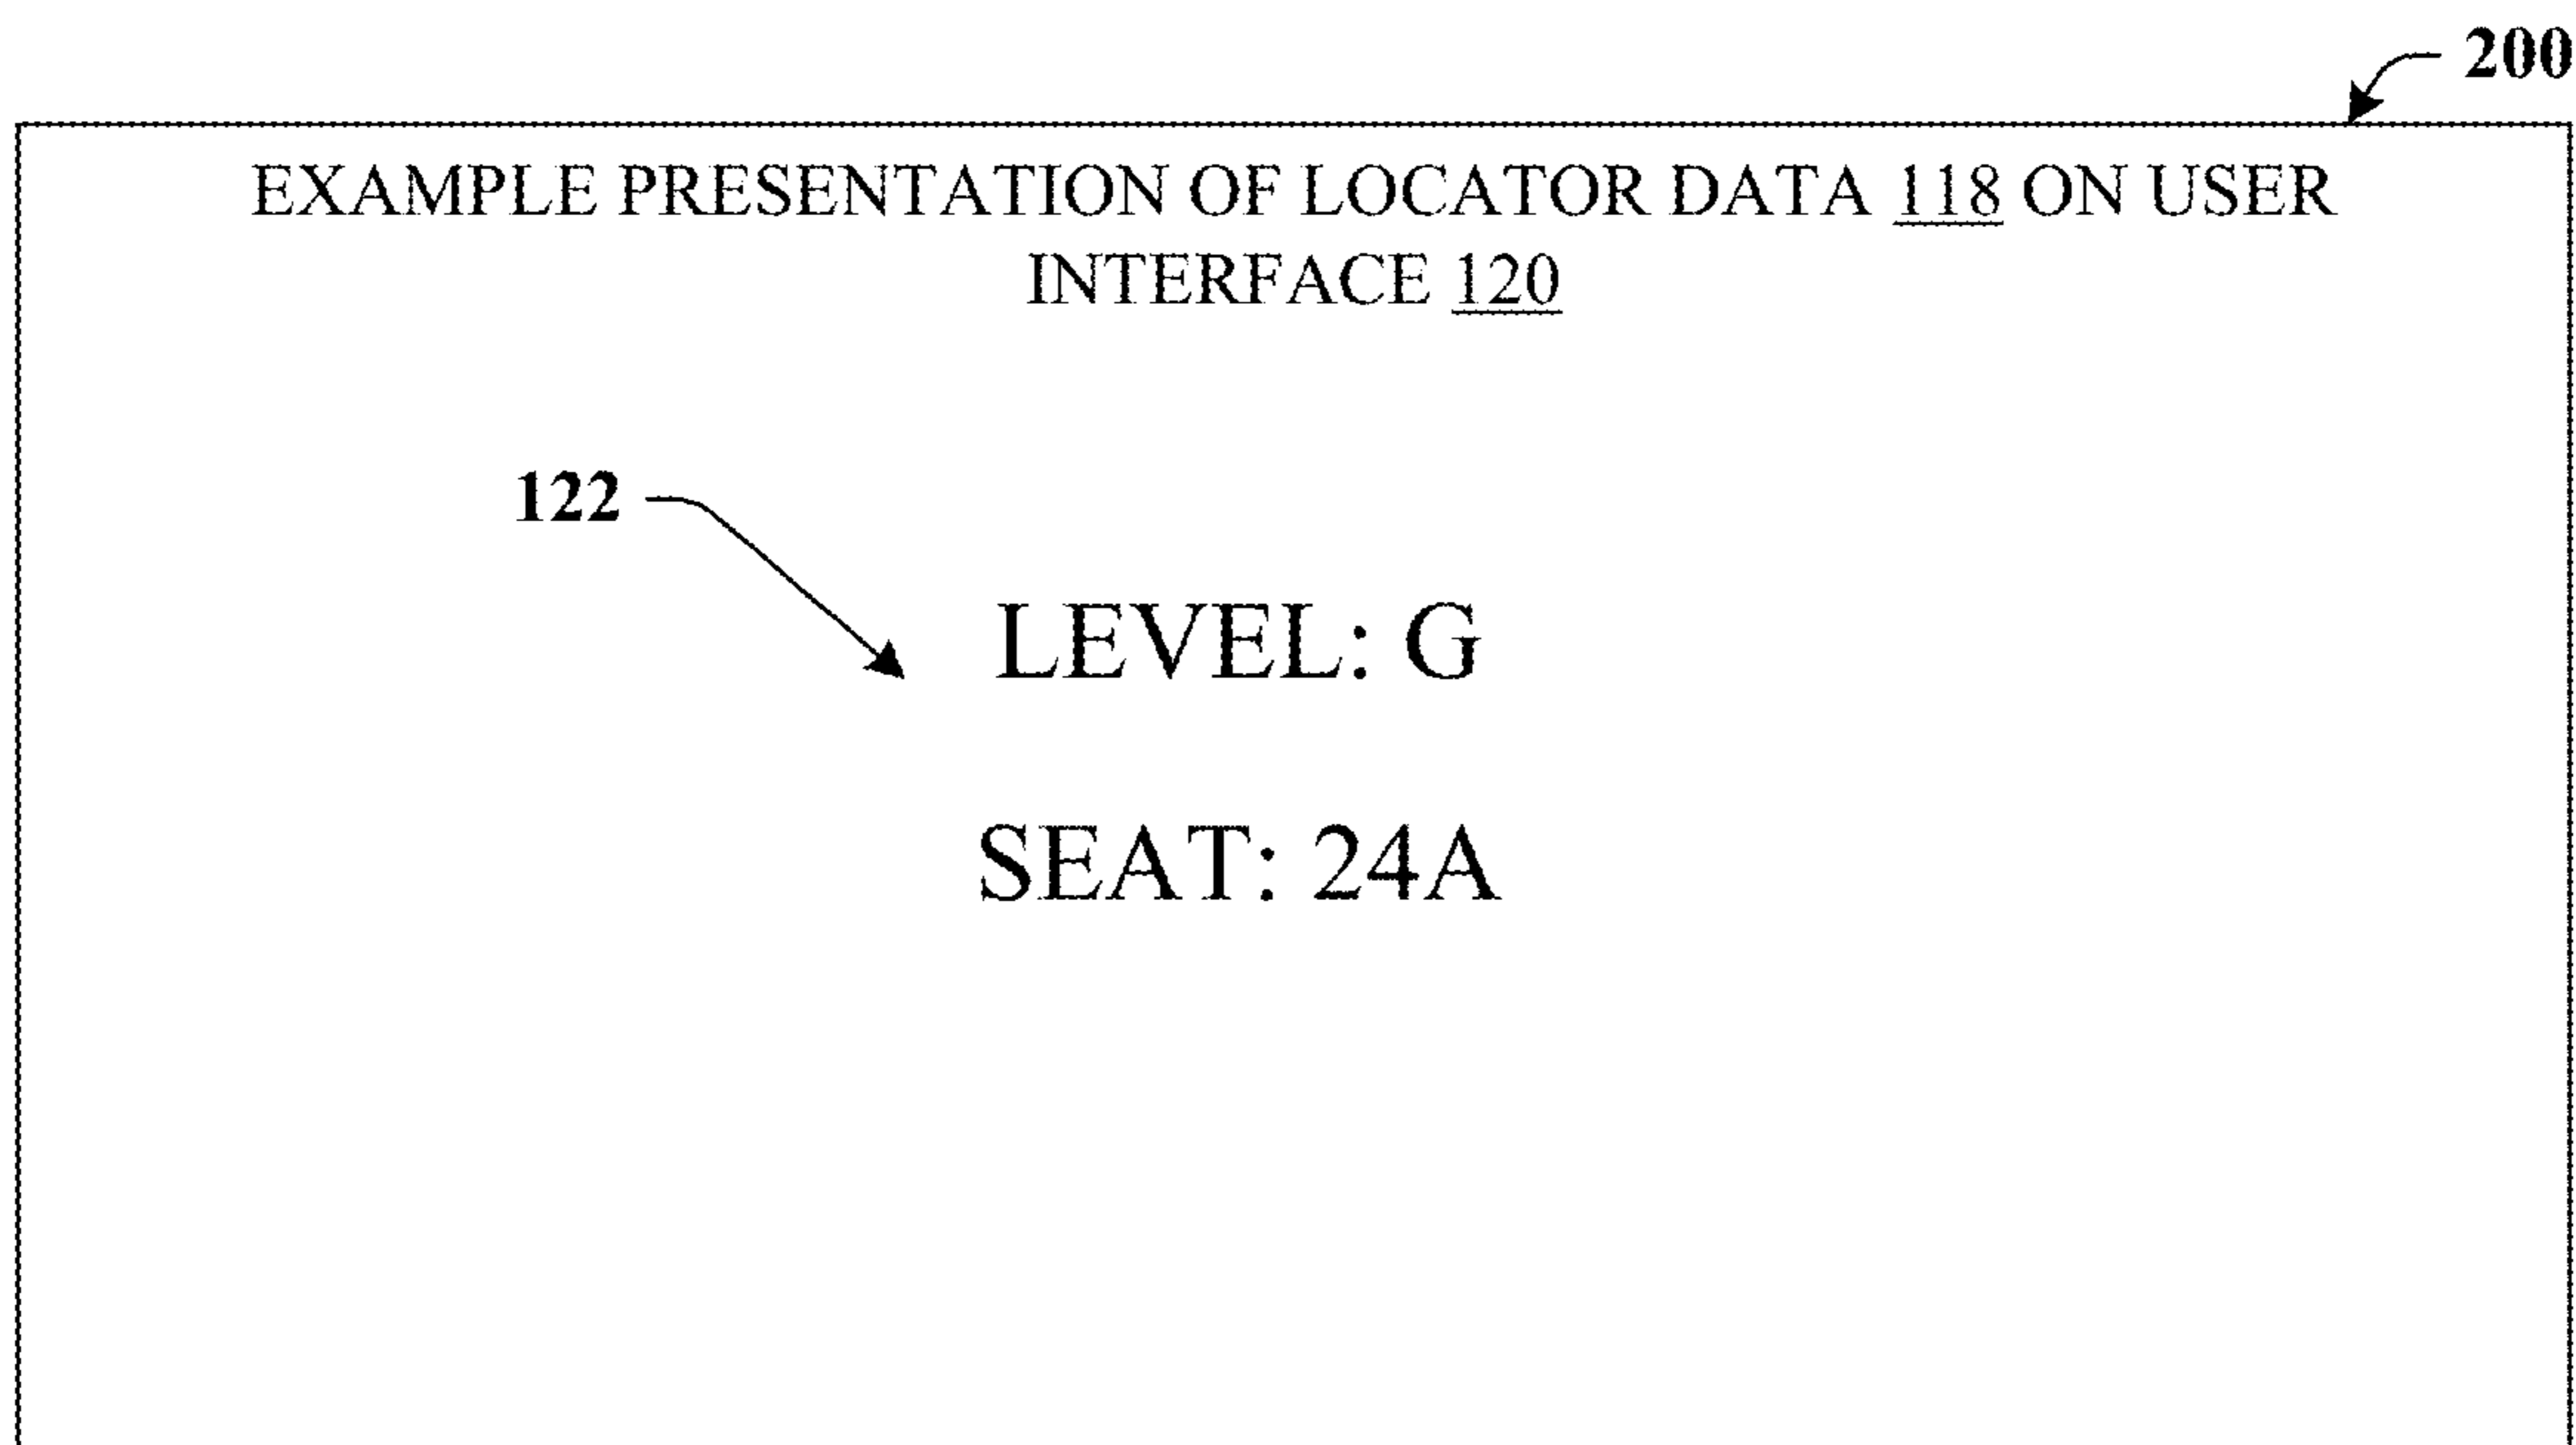 200
EXAMPLE PRESENTATION OF LOCATOR DATA 118 ON USER
INTERFACE 120
122
LEVEL: G
SEAT: 24A